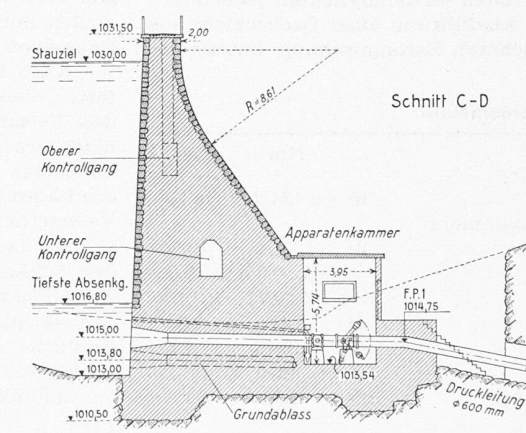 1031,50
2,00
Stauziel
1030,00
R=8,61
Schnitt C-D
Oberer
Kontrollgang
Unterer
Kontrollgang
Apparatenkammer
3,95
5,74
Tiefste Absenkg.
1016,80
F.P.1
1014,75
1015,00
1013,80
1013,54
1013,00
Druckleitung
Φ 600 mm
1010,50
Grundablass